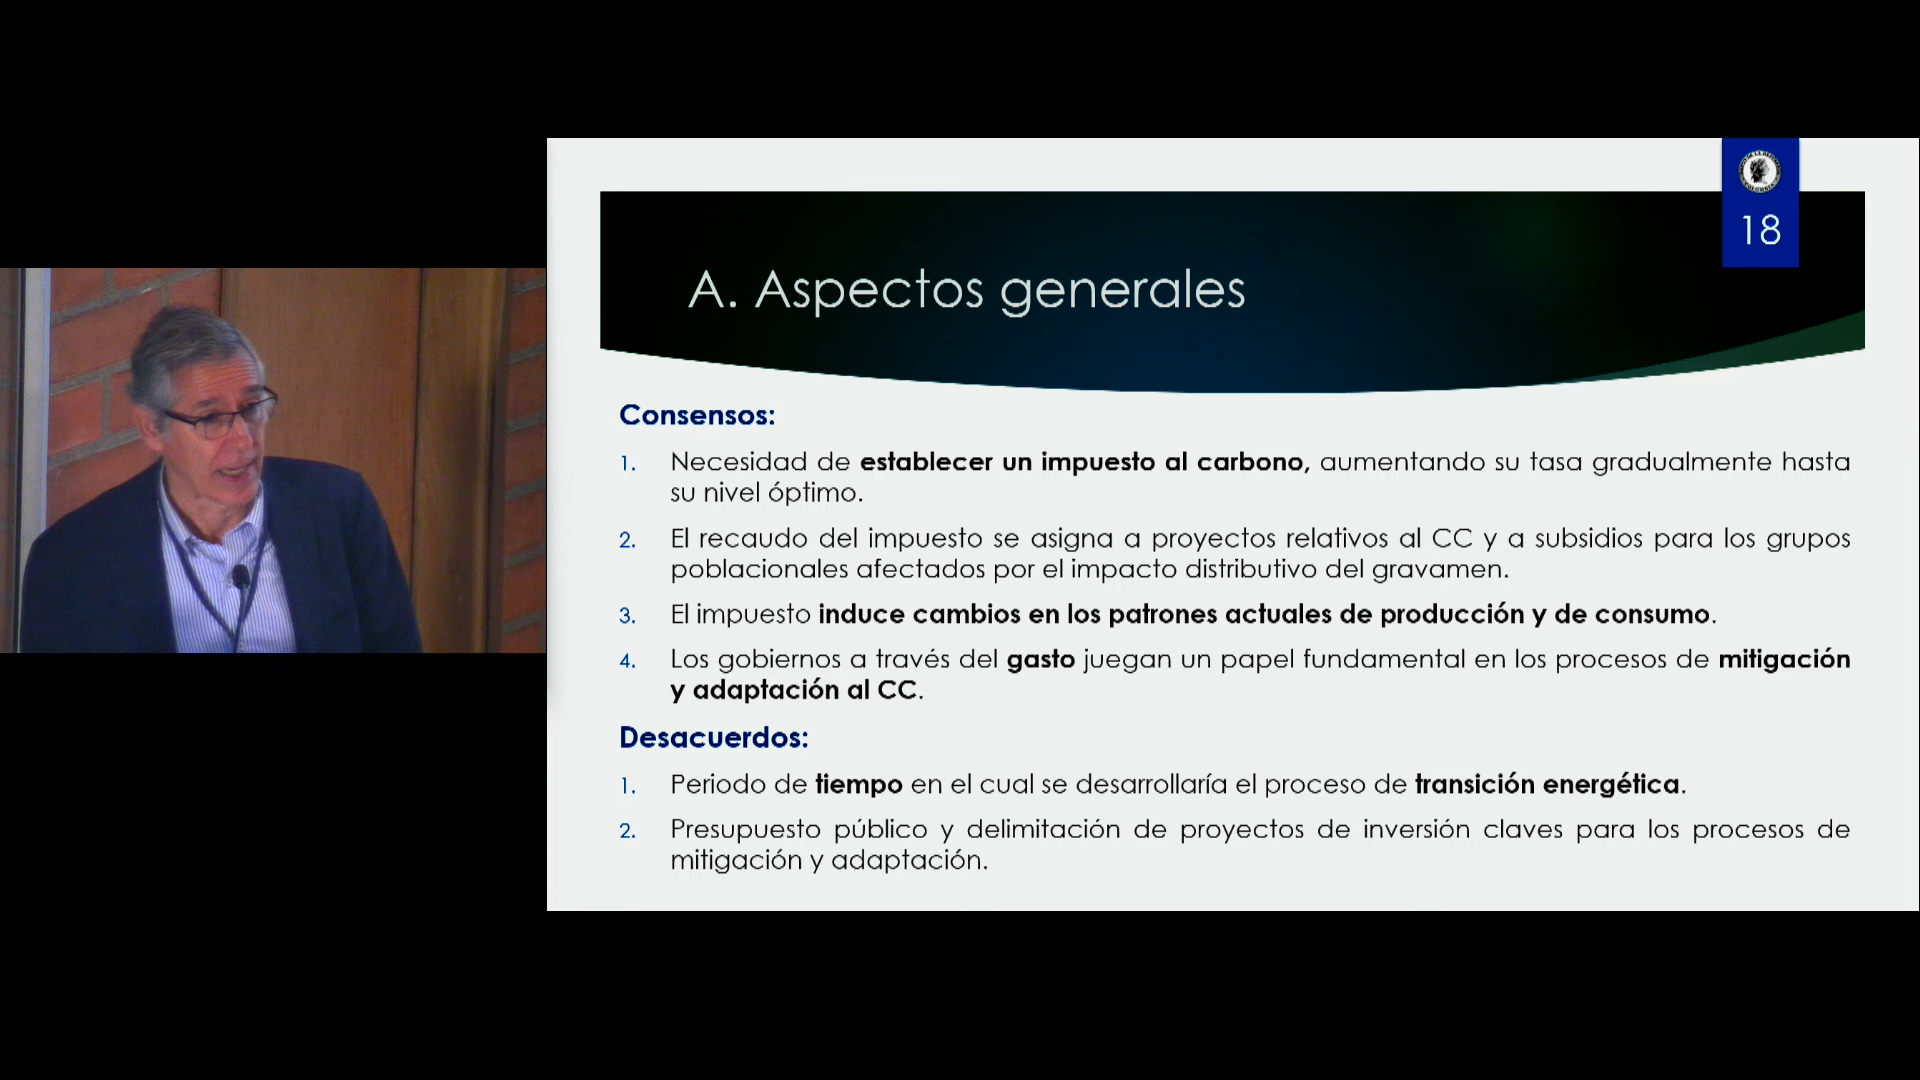 18
A. Aspectos generales
Consensos:
1. Necesidad de establecer un impuesto al carbono, aumentando su tasa gradualmente hasta
su nivel óptimo.
2. El recaudo del impuesto se asigna a proyectos relativos al CC y a subsidios para los grupos
poblacionales afectados por el impacto distributivo del gravamen.
3. El impuesto induce cambios en los patrones actuales de producción y de consumo.
4. Los gobiernos a través del gasto juegan un papel fundamental en los procesos de mitigación
y adaptación al CC.
Desacuerdos:
1. Periodo de tiempo en el cual se desarrollaría el proceso de transición energética.
2. Presupuesto público y delimitación de proyectos de inversión claves para los procesos de
mitigación y adaptación.